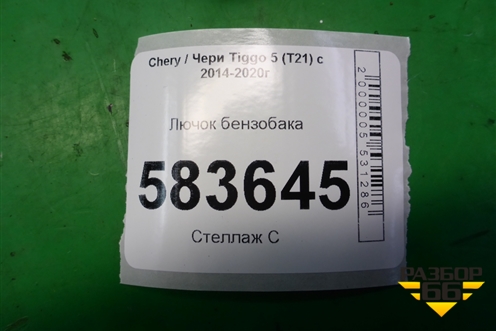 Chery / Чери Tiggo 5 (T21) с
2014-2020г
Лючок бензобака
583645
Стеллаж С
2000005531286
РАЗБОР
66